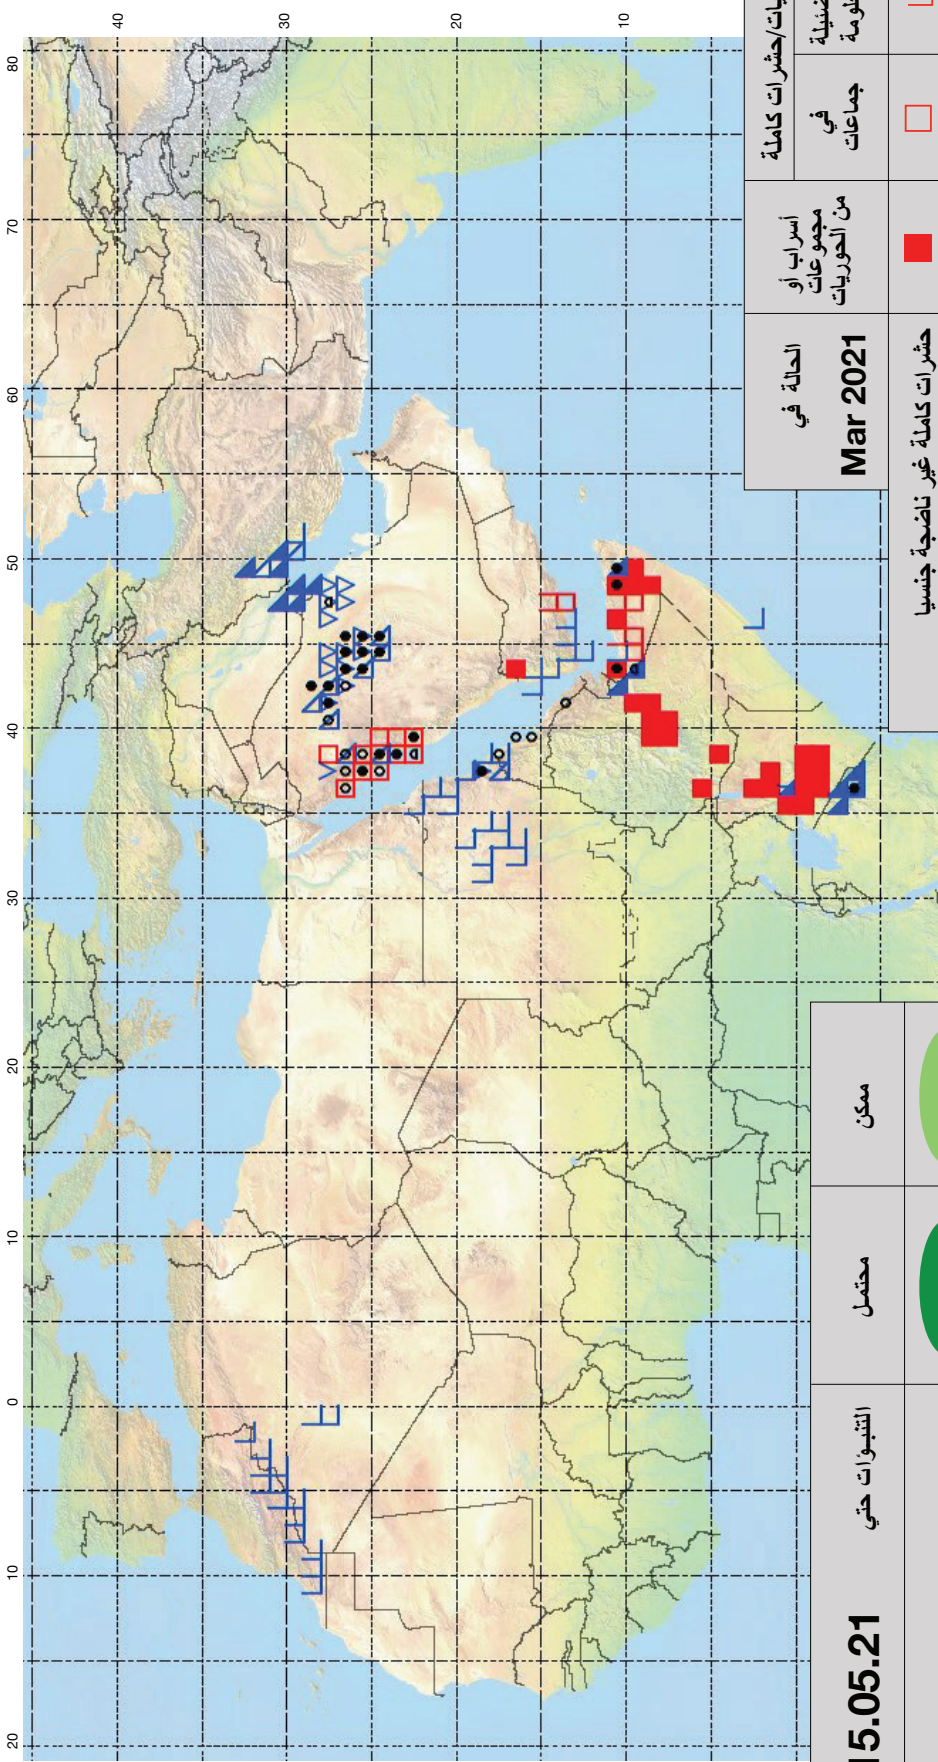 20
10
0
10
20
30
40
50
60
70
80
40
30
20
10
الحالة في
Mar 2021
أسراب أو
مجموعات
من الحوريات
في
جماعات
حشرات كاملة غير ناضجة جنسيا
التنبؤات حتي
15.05.21
محتمل
ممكن